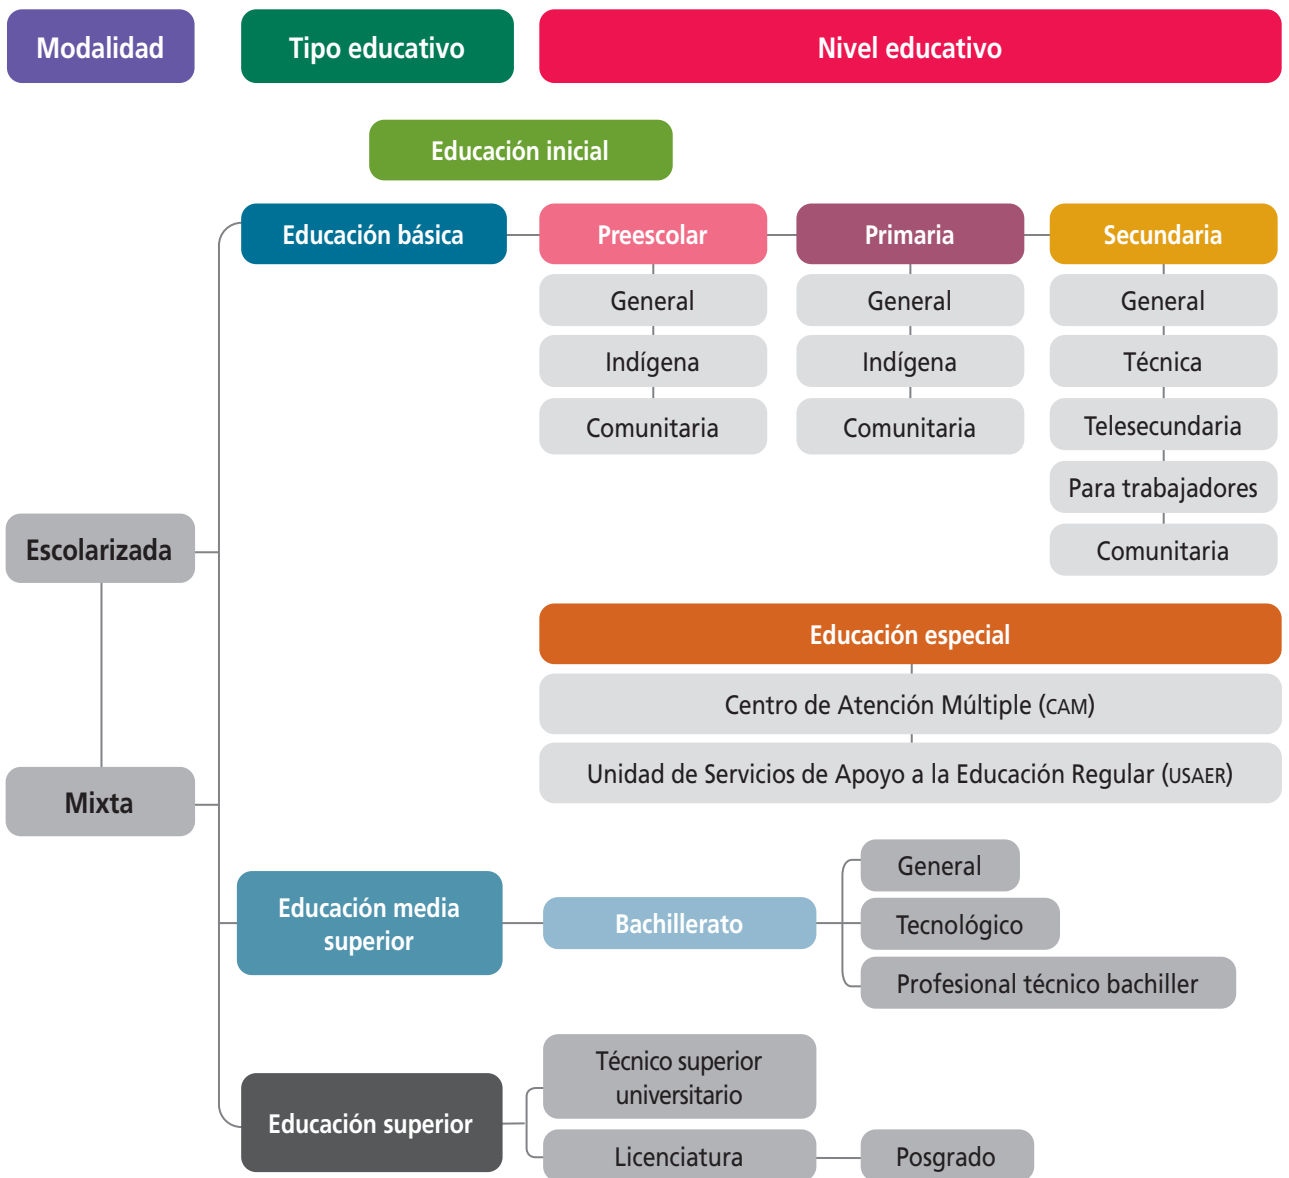 Modalidad
Tipo educativo
Nivel educativo
Educación inicial
Educación básica
Preescolar
Primaria
Secundaria
General
General
General
Indígena
Indígena
Técnica
Comunitaria
Comunitaria
Telesecundaria
Para trabajadores
Comunitaria
Escolarizada
Educación especial
Centro de Atención Múltiple (CAM)
Unidad de Servicios de Apoyo a la Educación Regular (USAER)
Mixta
Educación media
superior
Bachillerato
General
Tecnológico
Profesional técnico bachiller
Educación superior
Técnico superior
universitario
Licenciatura
Posgrado